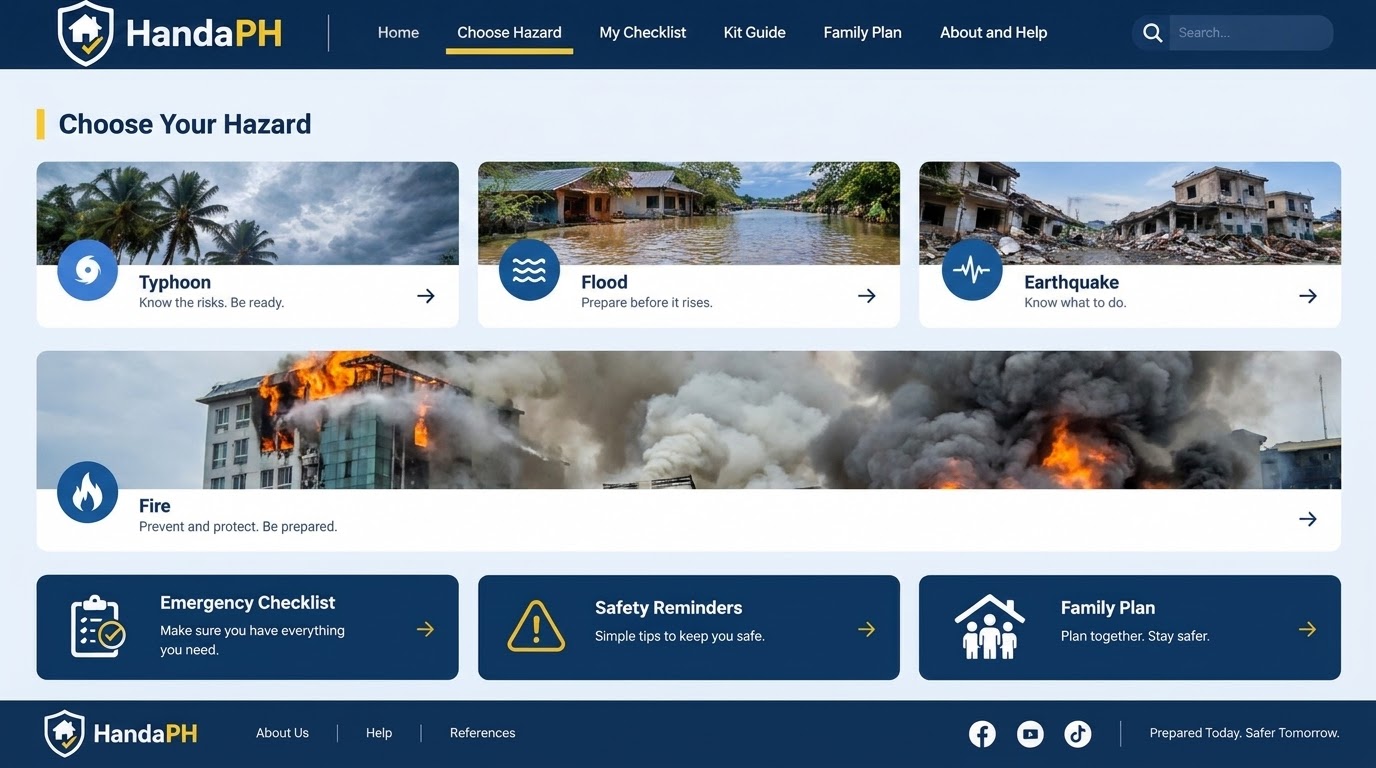 HandaPH
Home
Choose Hazard
My Checklist
Kit Guide
Family Plan
About and Help
Search...
Choose Your Hazard
Typhoon
Know the risks. Be ready.
Flood
Prepare before it rises.
Earthquake
Know what to do.
Fire
Prevent and protect. Be prepared.
Emergency Checklist
Make sure you have everything
you need.
Safety Reminders
Simple tips to keep you safe.
Family Plan
Plan together. Stay safer.
HandaPH
About Us
Help
References
Prepared Today. Safer Tomorrow.